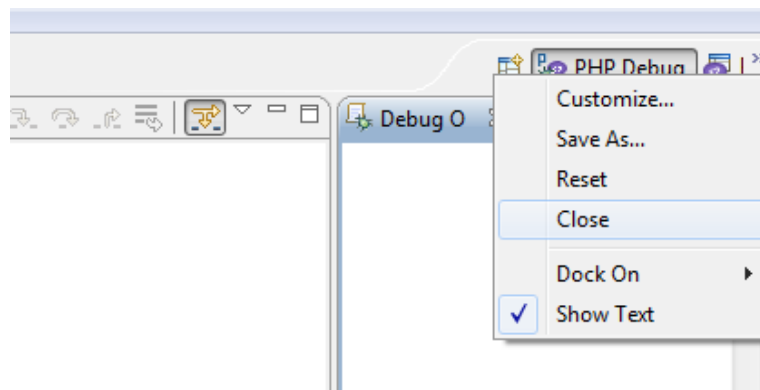 PHP Debug
Debug O
Customize...
Save As...
Reset
Close
Dock On
Show Text